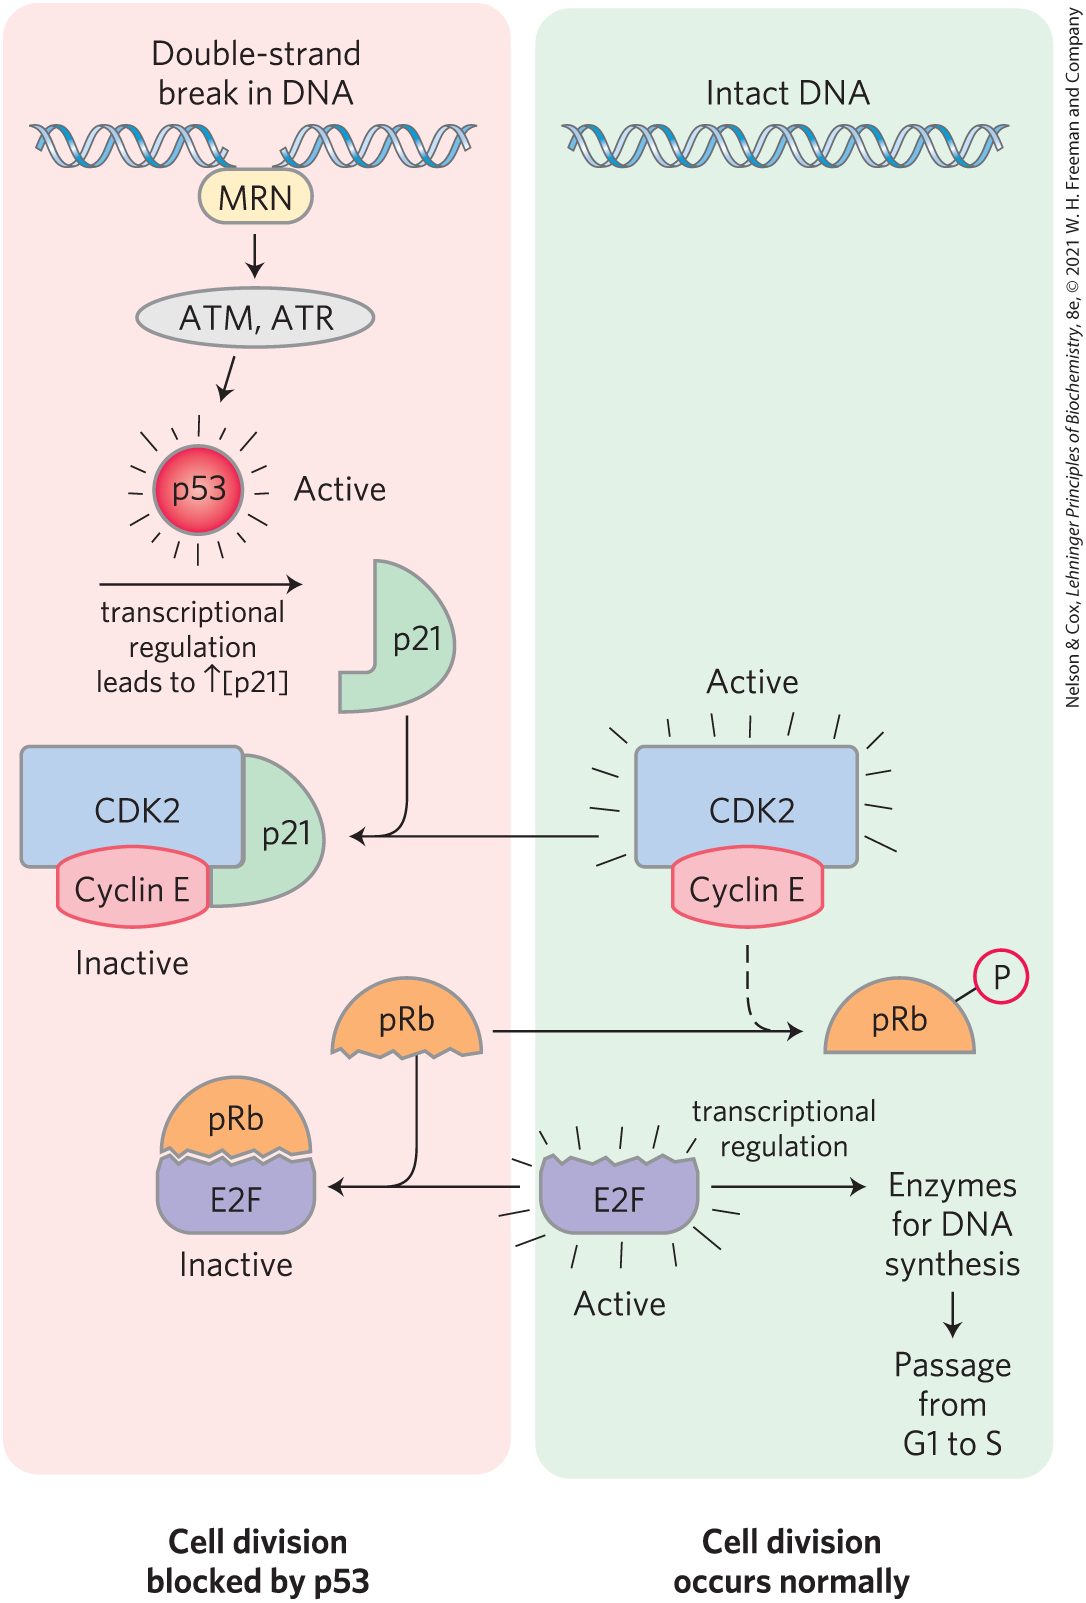 Double-strand
break in DNA
MRN
ATM, ATR
p53
Active
transcriptional
regulation
leads to ↑[p21]
p21
CDK2
p21
Cyclin E
Inactive
pRb
pRb
E2F
Inactive
Cell division
blocked by p53
Intact DNA
Active
CDK2
Cyclin E
pRb
P
transcriptional
regulation
E2F
Active
Enzymes
for DNA
synthesis
Passage
from
G1 to S
Cell division
occurs normally
Nelson & Cox, Lehninger Principles of Biochemistry, 8e, © 2021 W. H. Freeman and Company